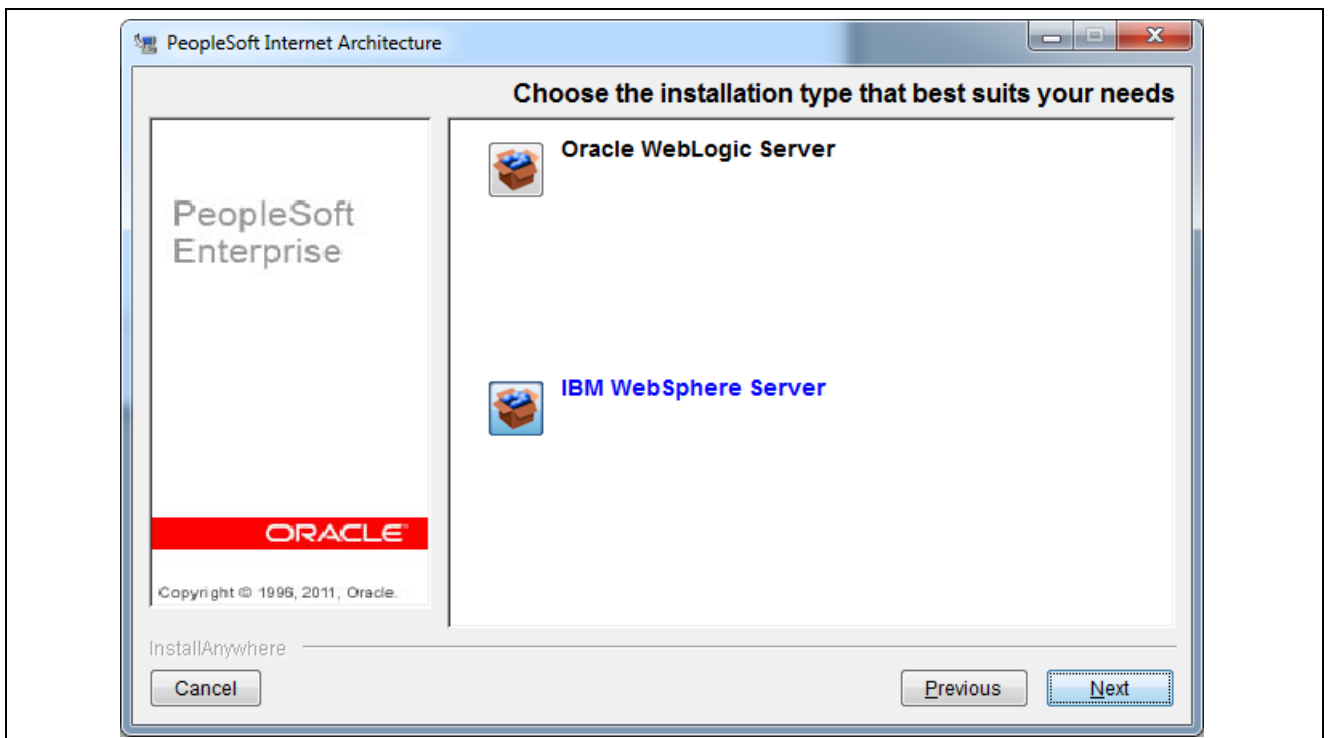 PeopleSoft Internet Architecture
Choose the installation type that best suits your needs
PeopleSoft
Enterprise
ORACLE
Copyright © 1996, 2011, Oracle.
Oracle WebLogic Server
IBM WebSphere Server
InstallAnywhere
Cancel
Previous
Next